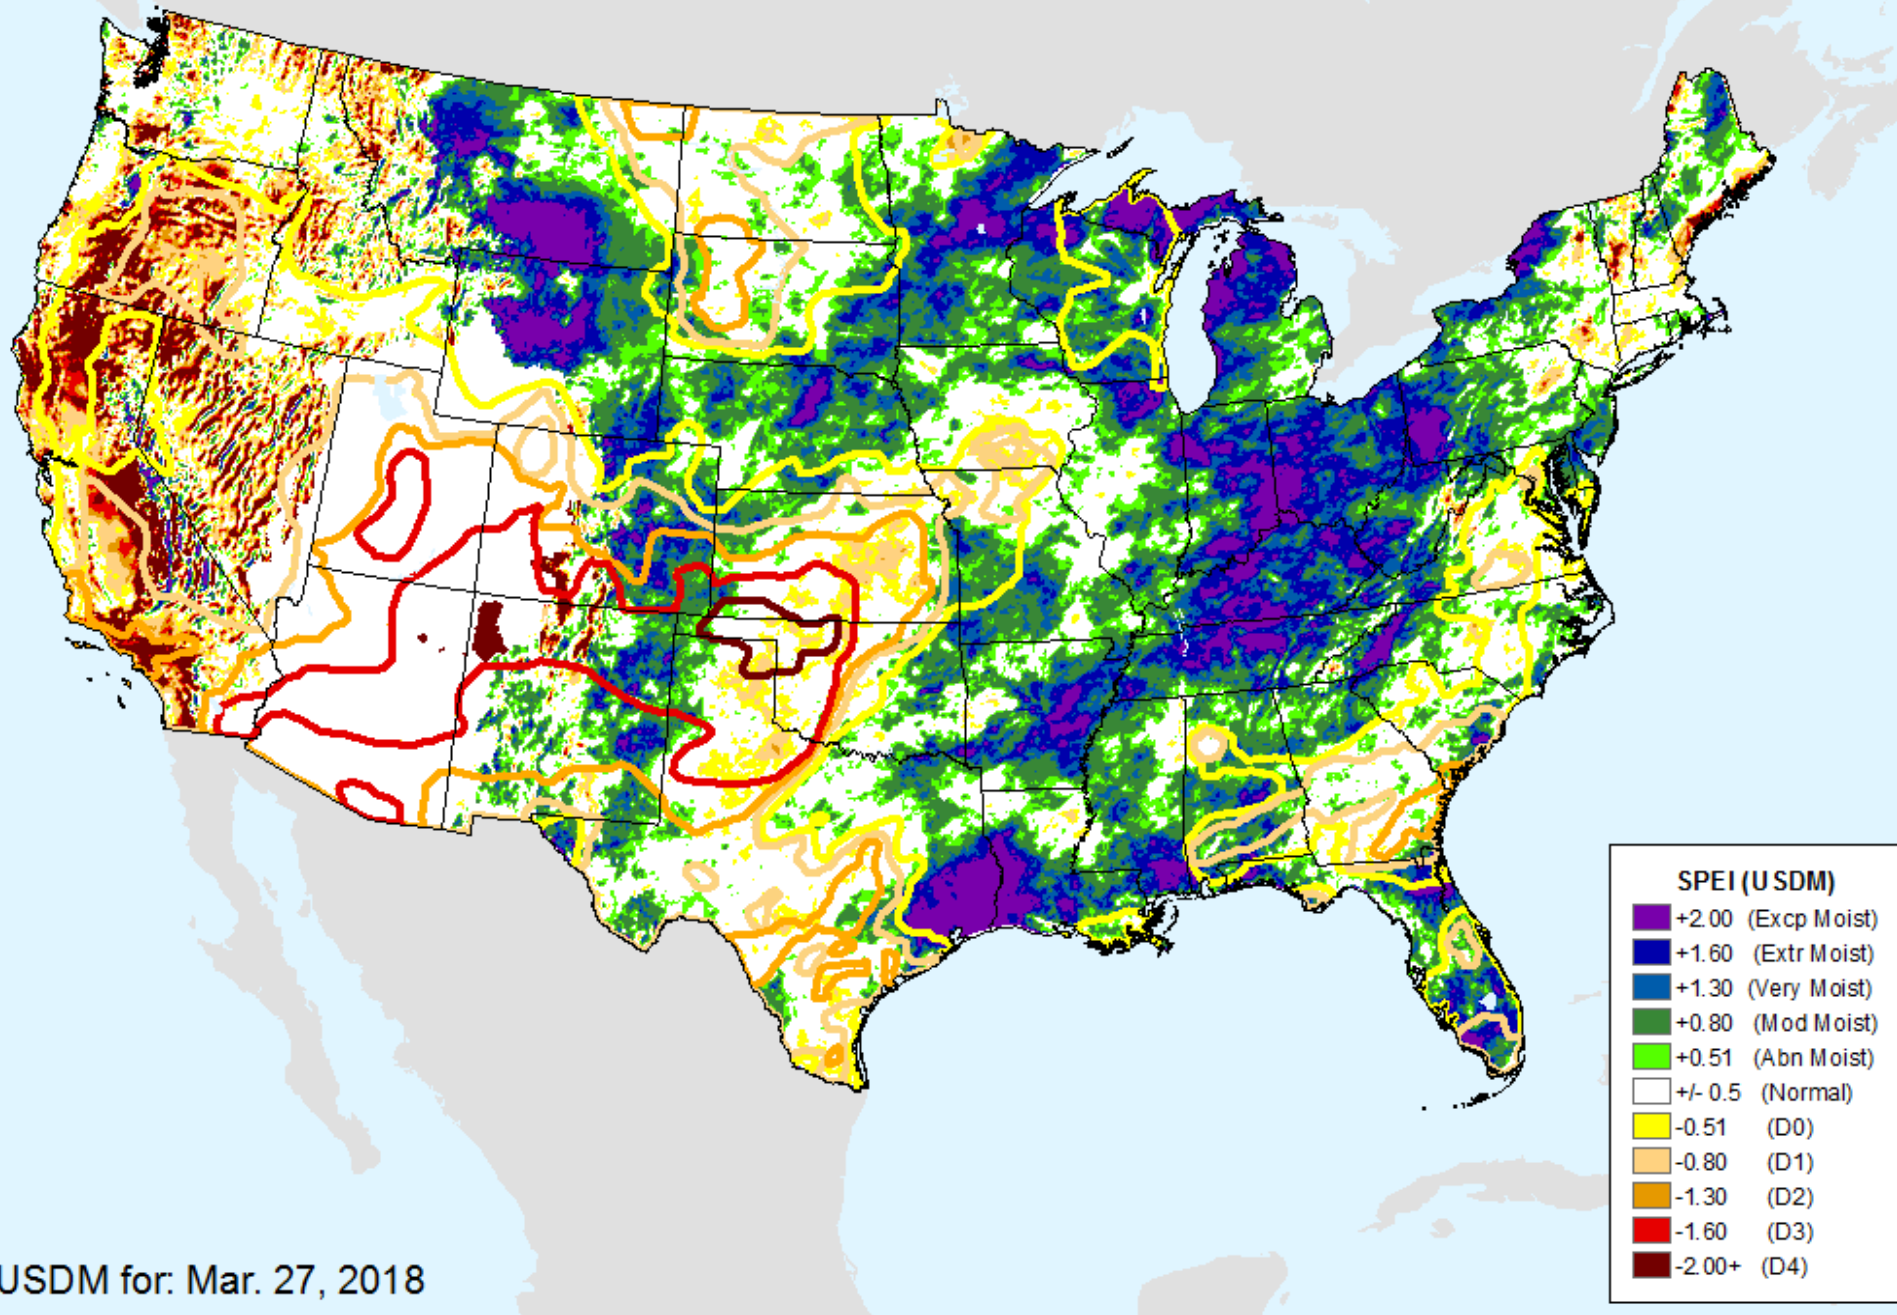 SPEI (USDM)
+2.00 (Excp Moist)
+1.60 (Extr Moist)
+1.30 (Very Moist)
+0.80 (Mod Moist)
+0.51 (Abn Moist)
+/- 0.5 (Normal)
-0.51 (D0)
-0.80 (D1)
-1.30 (D2)
-1.60 (D3)
-2.00+ (D4)
USDM for: Mar. 27, 2018